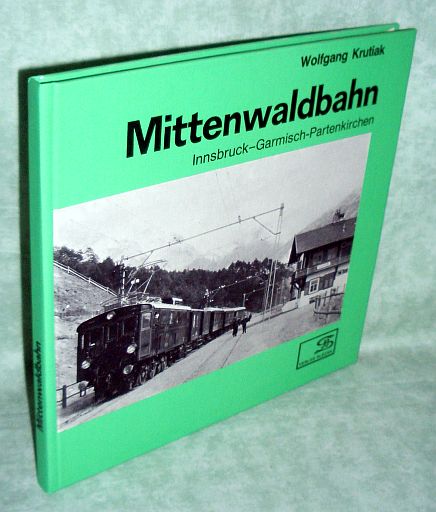 Wolfgang Krutiak
Mittenwaldbahn
Innsbruck–Garmisch-Partenkirchen
Mittenwaldbahn